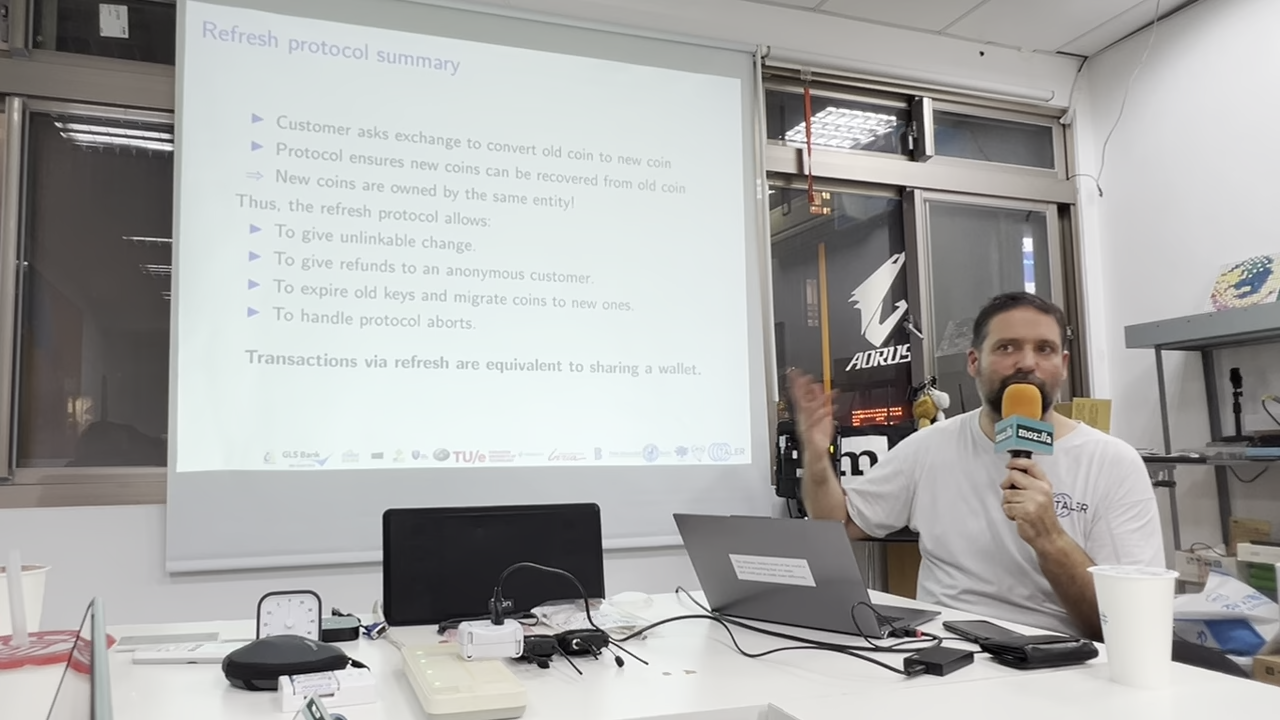 Refresh protocol summary
Customer asks exchange to convert old coin to new coin
Protocol ensures new coins can be recovered from old coin
⇒ New coins are owned by the same entity!
Thus, the refresh protocol allows:
To give unlinkable change.
To give refunds to an anonymous customer.
To expire old keys and migrate coins to new ones.
To handle protocol aborts.
Transactions via refresh are equivalent to sharing a wallet.
GLS Bank
TU/e
TALER
AORUS
m
moz://a
TALER